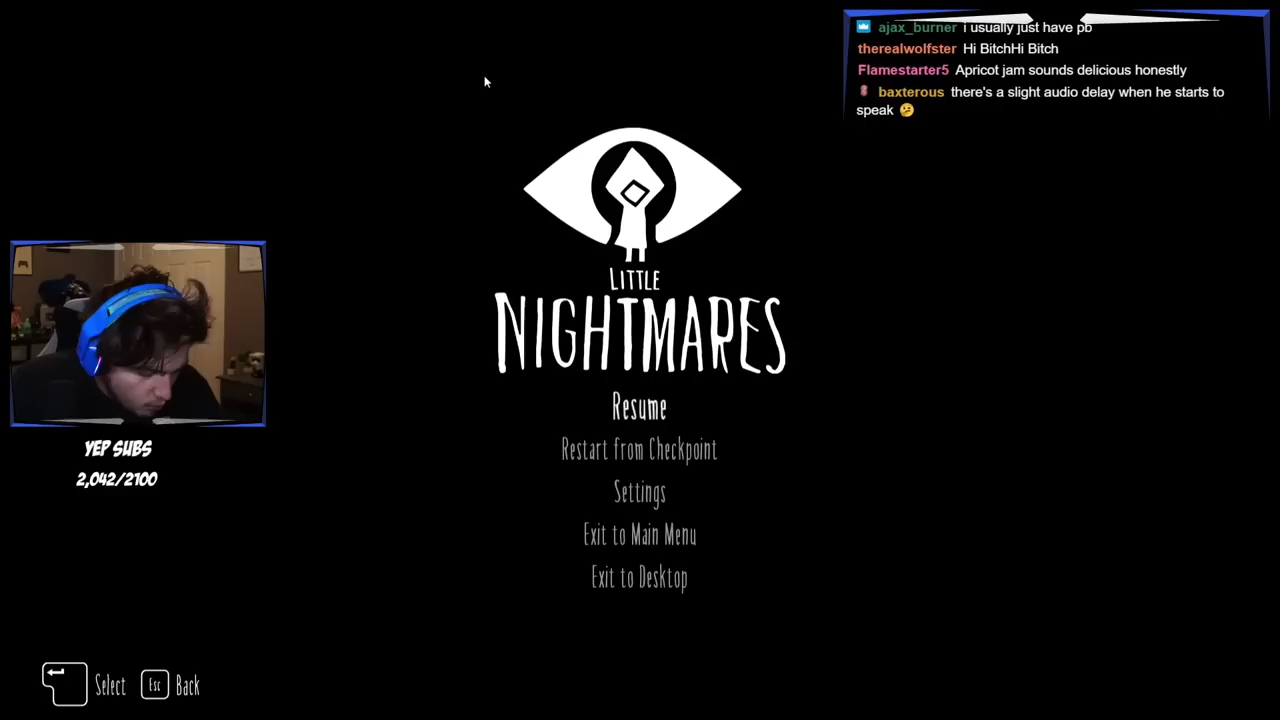 ajax_burner I usually just have pb
therealwolfster Hi BitchHi Bitch
Flamestarter5 Apricot jam sounds delicious honestly
baxterous there's a slight audio delay when he starts to
speak 🤔
LITTLE
NIGHTMARES
Resume
Restart from Checkpoint
Settings
Exit to Main Menu
Exit to Desktop
YEP SUBS
2,042/2100
Select Esc Back